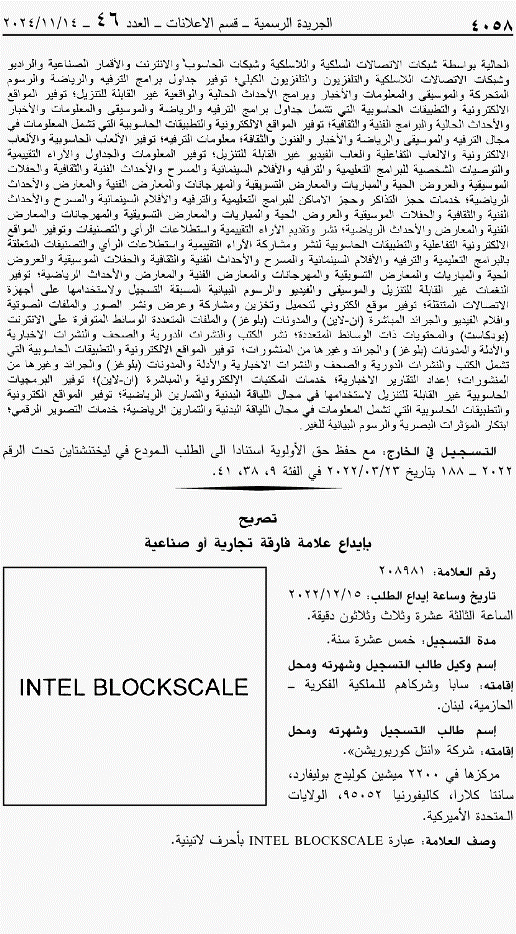 ٤٠٥٨ الجريدة الرسمية – قسم الاعلانات – العدد ٤٦ – ٢٠٢٤/١١/١٤
الحالية بواسطة شبكات الاتصالات السلكية واللاسلكية وشبكات الحاسوب والانترنت والأقمار الصناعية والراديو
وشبكات الاتصالات اللاسلكية والتلفزيون والتلفزيون الكبلي؛ توفير جداول برامج الترفيه والرياضة والرسوم
المتحركة والموسيقى والمعلومات والأخبار وبرامج الأحداث الحالية والواقعية غير القابلة للتنزيل؛ توفير المواقع
الالكترونية والتطبيقات الحاسوبية التي تشمل جداول برامج الترفيه والرياضة والموسيقى والمعلومات والأخبار
والأحداث الحالية والبرامج الفنية والثقافية؛ توفير المواقع الالكترونية والتطبيقات الحاسوبية التي تشمل المعلومات في
مجال الترفيه والموسيقى والرياضة والأخبار والفنون والثقافة؛ معلومات الترفيه؛ توفير الألعاب الحاسوبية والألعاب
الالكترونية والالعاب التفاعلية والعاب الفيديو غير القابلة للتنزيل؛ توفير المعلومات والجداول والاراء التقييمية
والتوصيات الشخصية للبرامج التعليمية والترفيه والأفلام السينمائية والمسرح والأحداث الفنية والثقافية والحفلات
الموسيقية والعروض الحية والمباريات والمعارض التسويقية والمهرجانات والمعارض الفنية والمعارض والأحداث
الرياضية؛ خدمات حجز التذاكر وحجز الاماكن للبرامج التعليمية والترفيه والأفلام السينمائية والمسرح والأحداث
الفنية والثقافية والحفلات الموسيقية والعروض الحية والمباريات والمعارض التسويقية والمهرجانات والمعارض
الفنية والمعارض والأحداث الرياضية؛ نشر وتقديم الاراء التقييمية واستطلاعات الرأي والتصنيفات وتوفير المواقع
الالكترونية التفاعلية والتطبيقات الحاسوبية لنشر ومشاركة الأراء التقييمية واستطلاعات الرأي والتصنيفات المتعلقة
بالبرامج التعليمية والترفيه والأفلام السينمائية والمسرح والأحداث الفنية والثقافية والحفلات الموسيقية والعروض
الحية والمباريات والمعارض التسويقية والمهرجانات والمعارض الفنية والمعارض والأحداث الرياضية؛ توفير
النغمات غير القابلة للتنزيل والموسيقى والفيديو والرسوم البيانية المسبقة التسجيل ولاستخدامها على أجهزة
الاتصالات المتنقلة؛ توفير موقع الكتروني لتحميل وتخزين ومشاركة وعرض ونشر الصور والملفات الصوتية
وافلام الفيديو والجرائد المباشرة (ان-لاين) والمدونات (بلوغز) والملفات المتعددة الوسائط المتوفرة على الانترنت
(بودكاست) والمحتويات ذات الوسائط المتعددة؛ نشر الكتب والنشرات الدورية والصحف والنشرات الاخبارية
والأدلة والمدونات (بلوغز) والجرائد وغيرها من المنشورات؛ توفير المواقع الالكترونية والتطبيقات الحاسوبية التي
تشمل الكتب والنشرات الدورية والصحف والنشرات الاخبارية والأدلة والمدونات (بلوغز) والجرائد وغيرها من
المنشورات؛ إعداد التقارير الاخبارية؛ خدمات المكتبات الإلكترونية والمباشرة (ان-لاين)؛ توفير البرمجيات
الحاسوبية غير القابلة للتنزيل لاستخدامها في مجال اللياقة البدنية والتمارين الرياضية؛ توفير المواقع الالكترونية
والتطبيقات الحاسوبية التي تشمل المعلومات في مجال اللياقة البدنية والتمارين الرياضية؛ خدمات التصوير الرقمي؛
ابتكار المؤثرات البصرية والرسوم البيانية للغير.
التسجيل في الخارج: مع حفظ حق الأولوية استنادا الى الطلب المودع في ليختنشتاين تحت الرقم
٢٠٢٢ – ١٨٨ بتاريخ ٢٠٢٢/٠٣/٢٣ في الفئة ٩، ٣٨، ٤١.
تصريح
بإيداع علامة فارقة تجارية أو صناعية
رقم العلامة: ٢٠٨٩٨١
تاريخ وساعة إيداع الطلب: ٢٠٢٢/١٢/١٥
الساعة الثالثة عشرة وثلاث وثلاثون دقيقة.
مدة التسجيل: خمس عشرة سنة.
إسم وكيل طالب التسجيل وشهرته ومحل
إقامته: سابا وشركاهم للملكية الفكرية –
الحازمية، لبنان.
إسم طالب التسجيل وشهرته ومحل
إقامته: شركة «انتل كوربوريشن».
مركزها في ٢٢٠٠ ميشين كوليدج بوليفارد،
سانتا كلارا، كاليفورنيا ٩٥٠٥٢، الولايات
المتحدة الأميركية.
وصف العلامة: عبارة INTEL BLOCKSCALE بأحرف لاتينية.
INTEL BLOCKSCALE